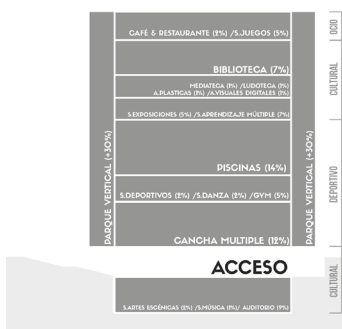 CAFÉ & RESTAURANTE (2%) /S.JUEGOS (5%)
BIBLIOTECA (7%)
MEDIATECA (1%) /LUDOTECA (1%)
A.PLASTICAS (1%) /A.VISUALES DIGITALES (1%)
S.EXPOSICIONES (5%) /S.APRENDIZAJE MÚLTIPLE (7%)
PISCINAS (14%)
S.DEPORTIVOS (2%) /S.DANZA (2%) /GYM (5%)
CANCHA MULTIPLE (12%)
ACCESO
S.ARTES ESCÉNICAS (2%) /S.MÚSICA (1%)/ AUDITORIO (9%)
PARQUE VERTICAL (+30%)
PARQUE VERTICAL (+30%)
OCIO
CULTURAL
DEPORTIVO
CULTURAL